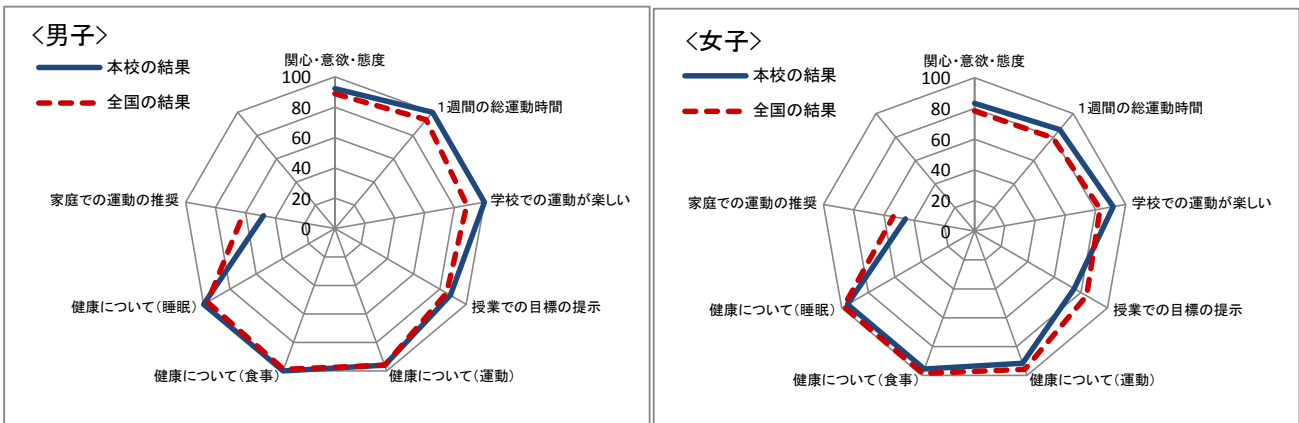 <男子>
本校の結果
全国の結果
関心・意欲・態度
1週間の総運動時間
学校での運動が楽しい
授業での目標の提示
健康について(運動)
健康について(食事)
健康について(睡眠)
家庭での運動の推奨
100
80
60
40
20
0
<女子>
本校の結果
全国の結果
関心・意欲・態度
1週間の総運動時間
学校での運動が楽しい
授業での目標の提示
健康について(運動)
健康について(食事)
健康について(睡眠)
家庭での運動の推奨
100
80
60
40
20
0